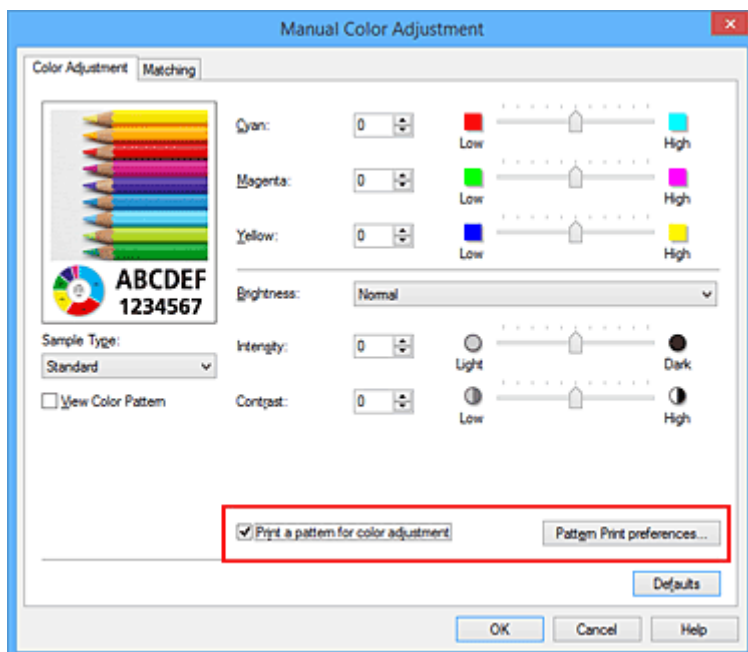 Manual Color Adjustment
Color Adjustment Matching
Cyan: 0 Low High
Magenta: 0 Low High
Yellow: 0 Low High
ABCDEF
1234567
Brightness: Normal
Sample Type:
Standard
Intensity: 0 Light Dark
View Color Pattern
Contrast: 0 Low High
Print a pattern for color adjustment Pattern Print preferences...
Defaults
OK Cancel Help